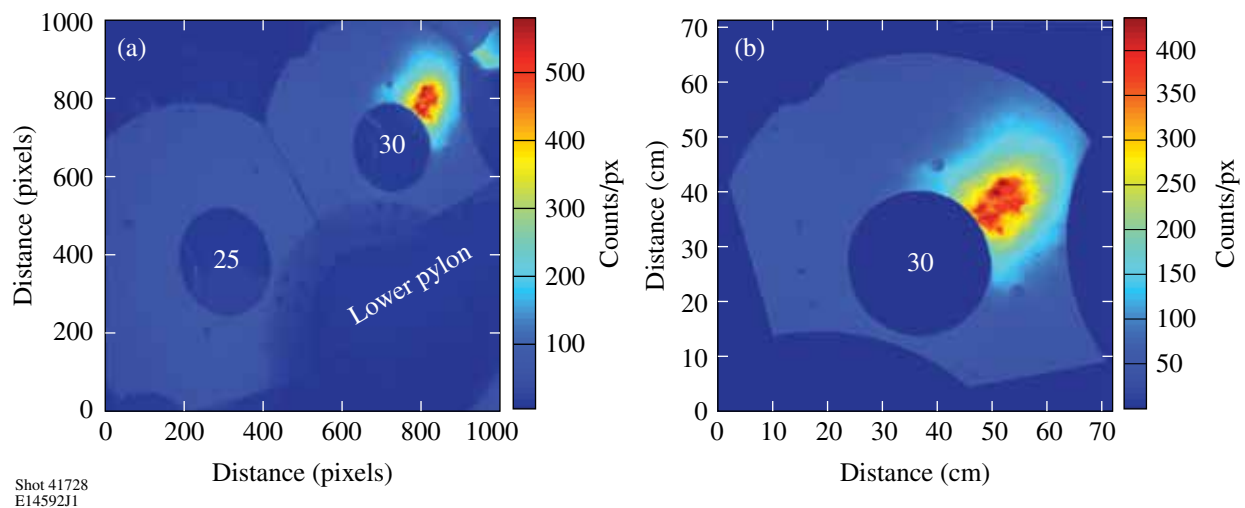 (a)
1000
800
600
400
200
0
Distance (pixels)
0 200 400 600 800 1000
Distance (pixels)
30
25
Lower pylon
500
400
300
200
100
Counts/px
(b)
70
60
50
40
30
20
10
0
Distance (cm)
0 10 20 30 40 50 60 70
Distance (cm)
30
400
350
300
250
200
150
100
50
Counts/px
Shot 41728
E14592J1